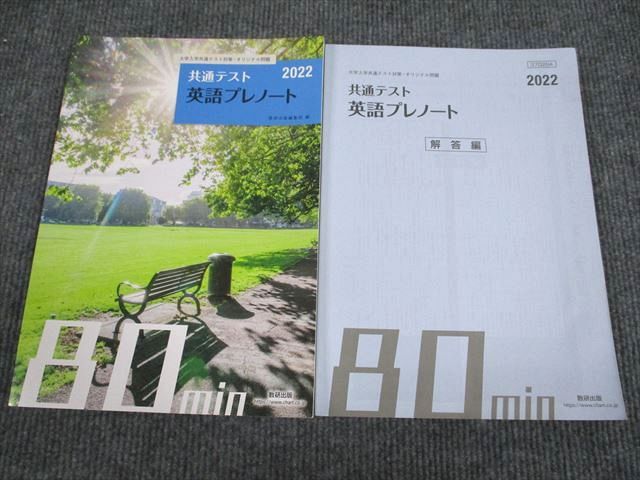 大学入学共通テスト対策・オリジナル問題
共通テスト 2022
英語プレノート
数研出版編集部 編
80min
数研出版
https://www.chart.co.jp
大学入学共通テスト対策・オリジナル問題
2022
共通テスト
英語プレノート
解答編
80min
数研出版
https://www.chart.co.jp